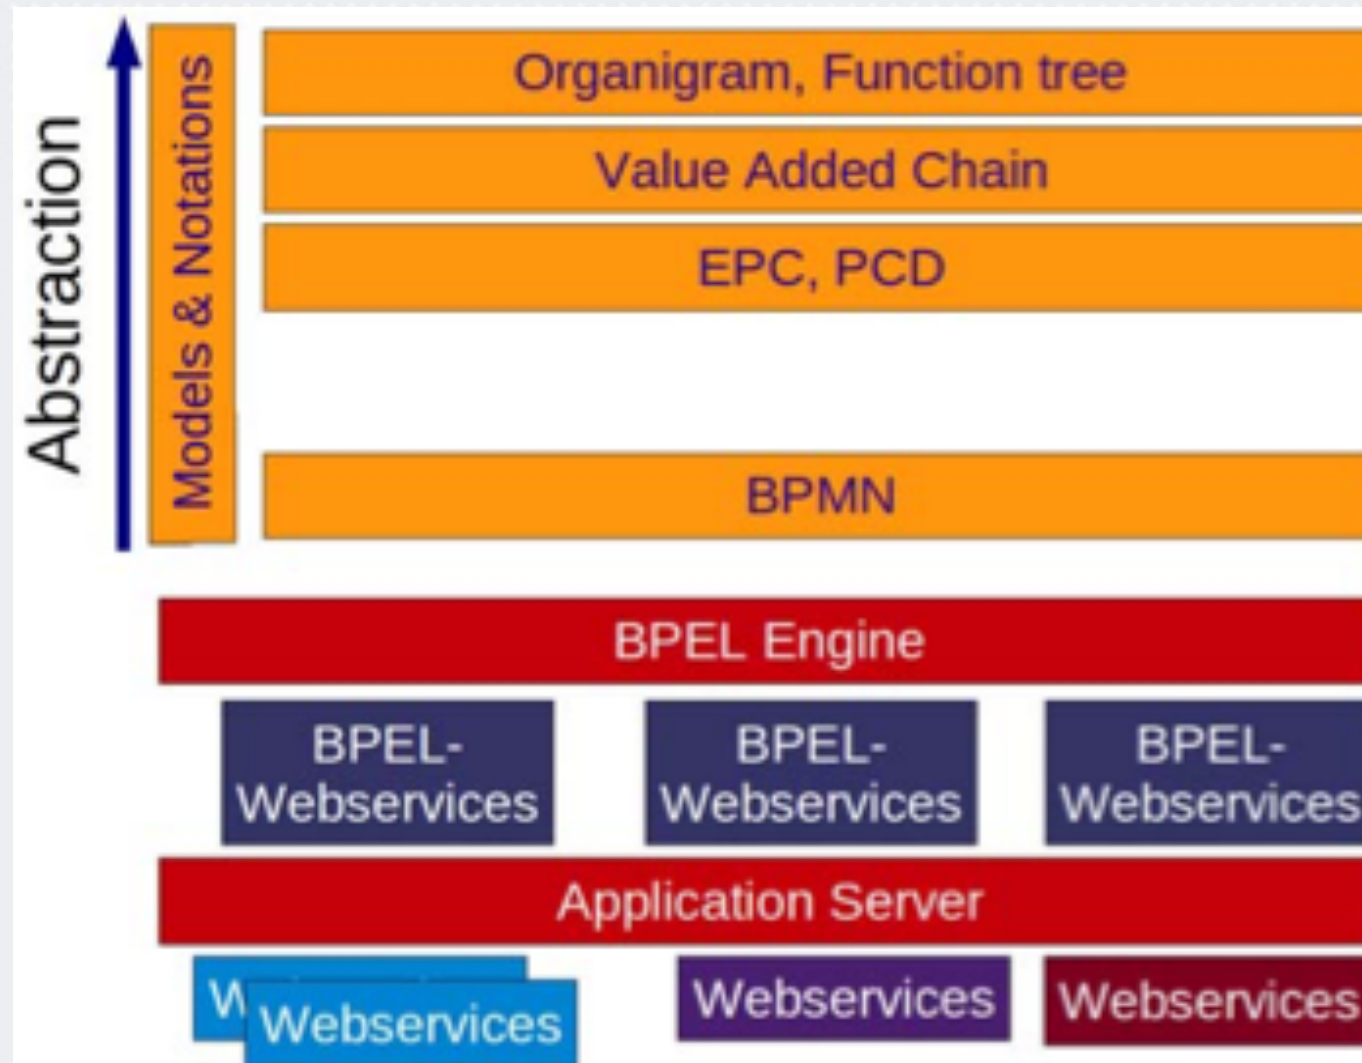 Abstraction
Models & Notations
Organigram, Function tree
Value Added Chain
EPC, PCD
BPMN
BPEL Engine
BPEL-
Webservices
BPEL-
Webservices
BPEL-
Webservices
Application Server
Webservices
Webservices
Webservices